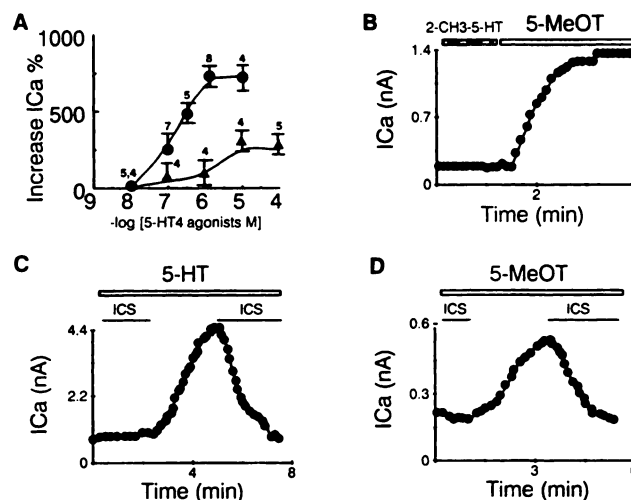 A
Increase ICa %
1000
500
0
5,4
7
5
8
4
4
4
4
5
9 8 7 6 5 4
-log [5-HT4 agonists M]
B
2-CH3-5-HT 5-MeOT
ICa (nA)
1.4
0.7
0
2
Time (min)
C
5-HT
ICS ICS
ICa (nA)
4.4
2.2
0
4 8
Time (min)
D
5-MeOT
ICS ICS
ICa (nA)
0.6
0.3
0
3
Time (min)